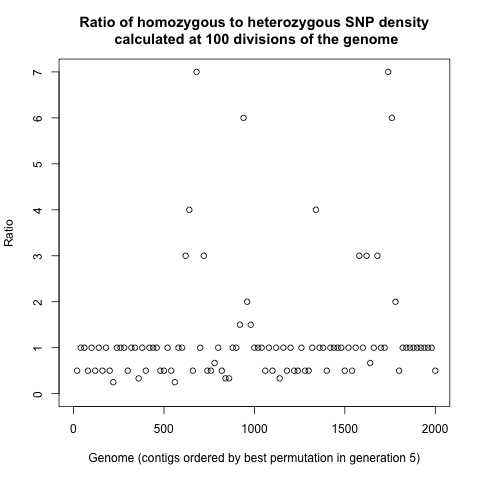 Ratio of homozygous to heterozygous SNP density
calculated at 100 divisions of the genome
Ratio
7
6
5
4
3
2
1
0
0 500 1000 1500 2000
Genome (contigs ordered by best permutation in generation 5)